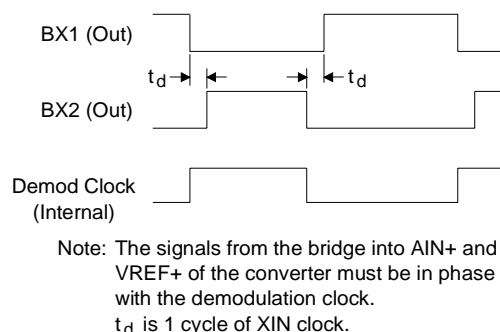 BX1 (Out)
td
td
BX2 (Out)
Demod Clock
(Internal)
Note: The signals from the bridge into AIN+ and
VREF+ of the converter must be in phase
with the demodulation clock.
td is 1 cycle of XIN clock.